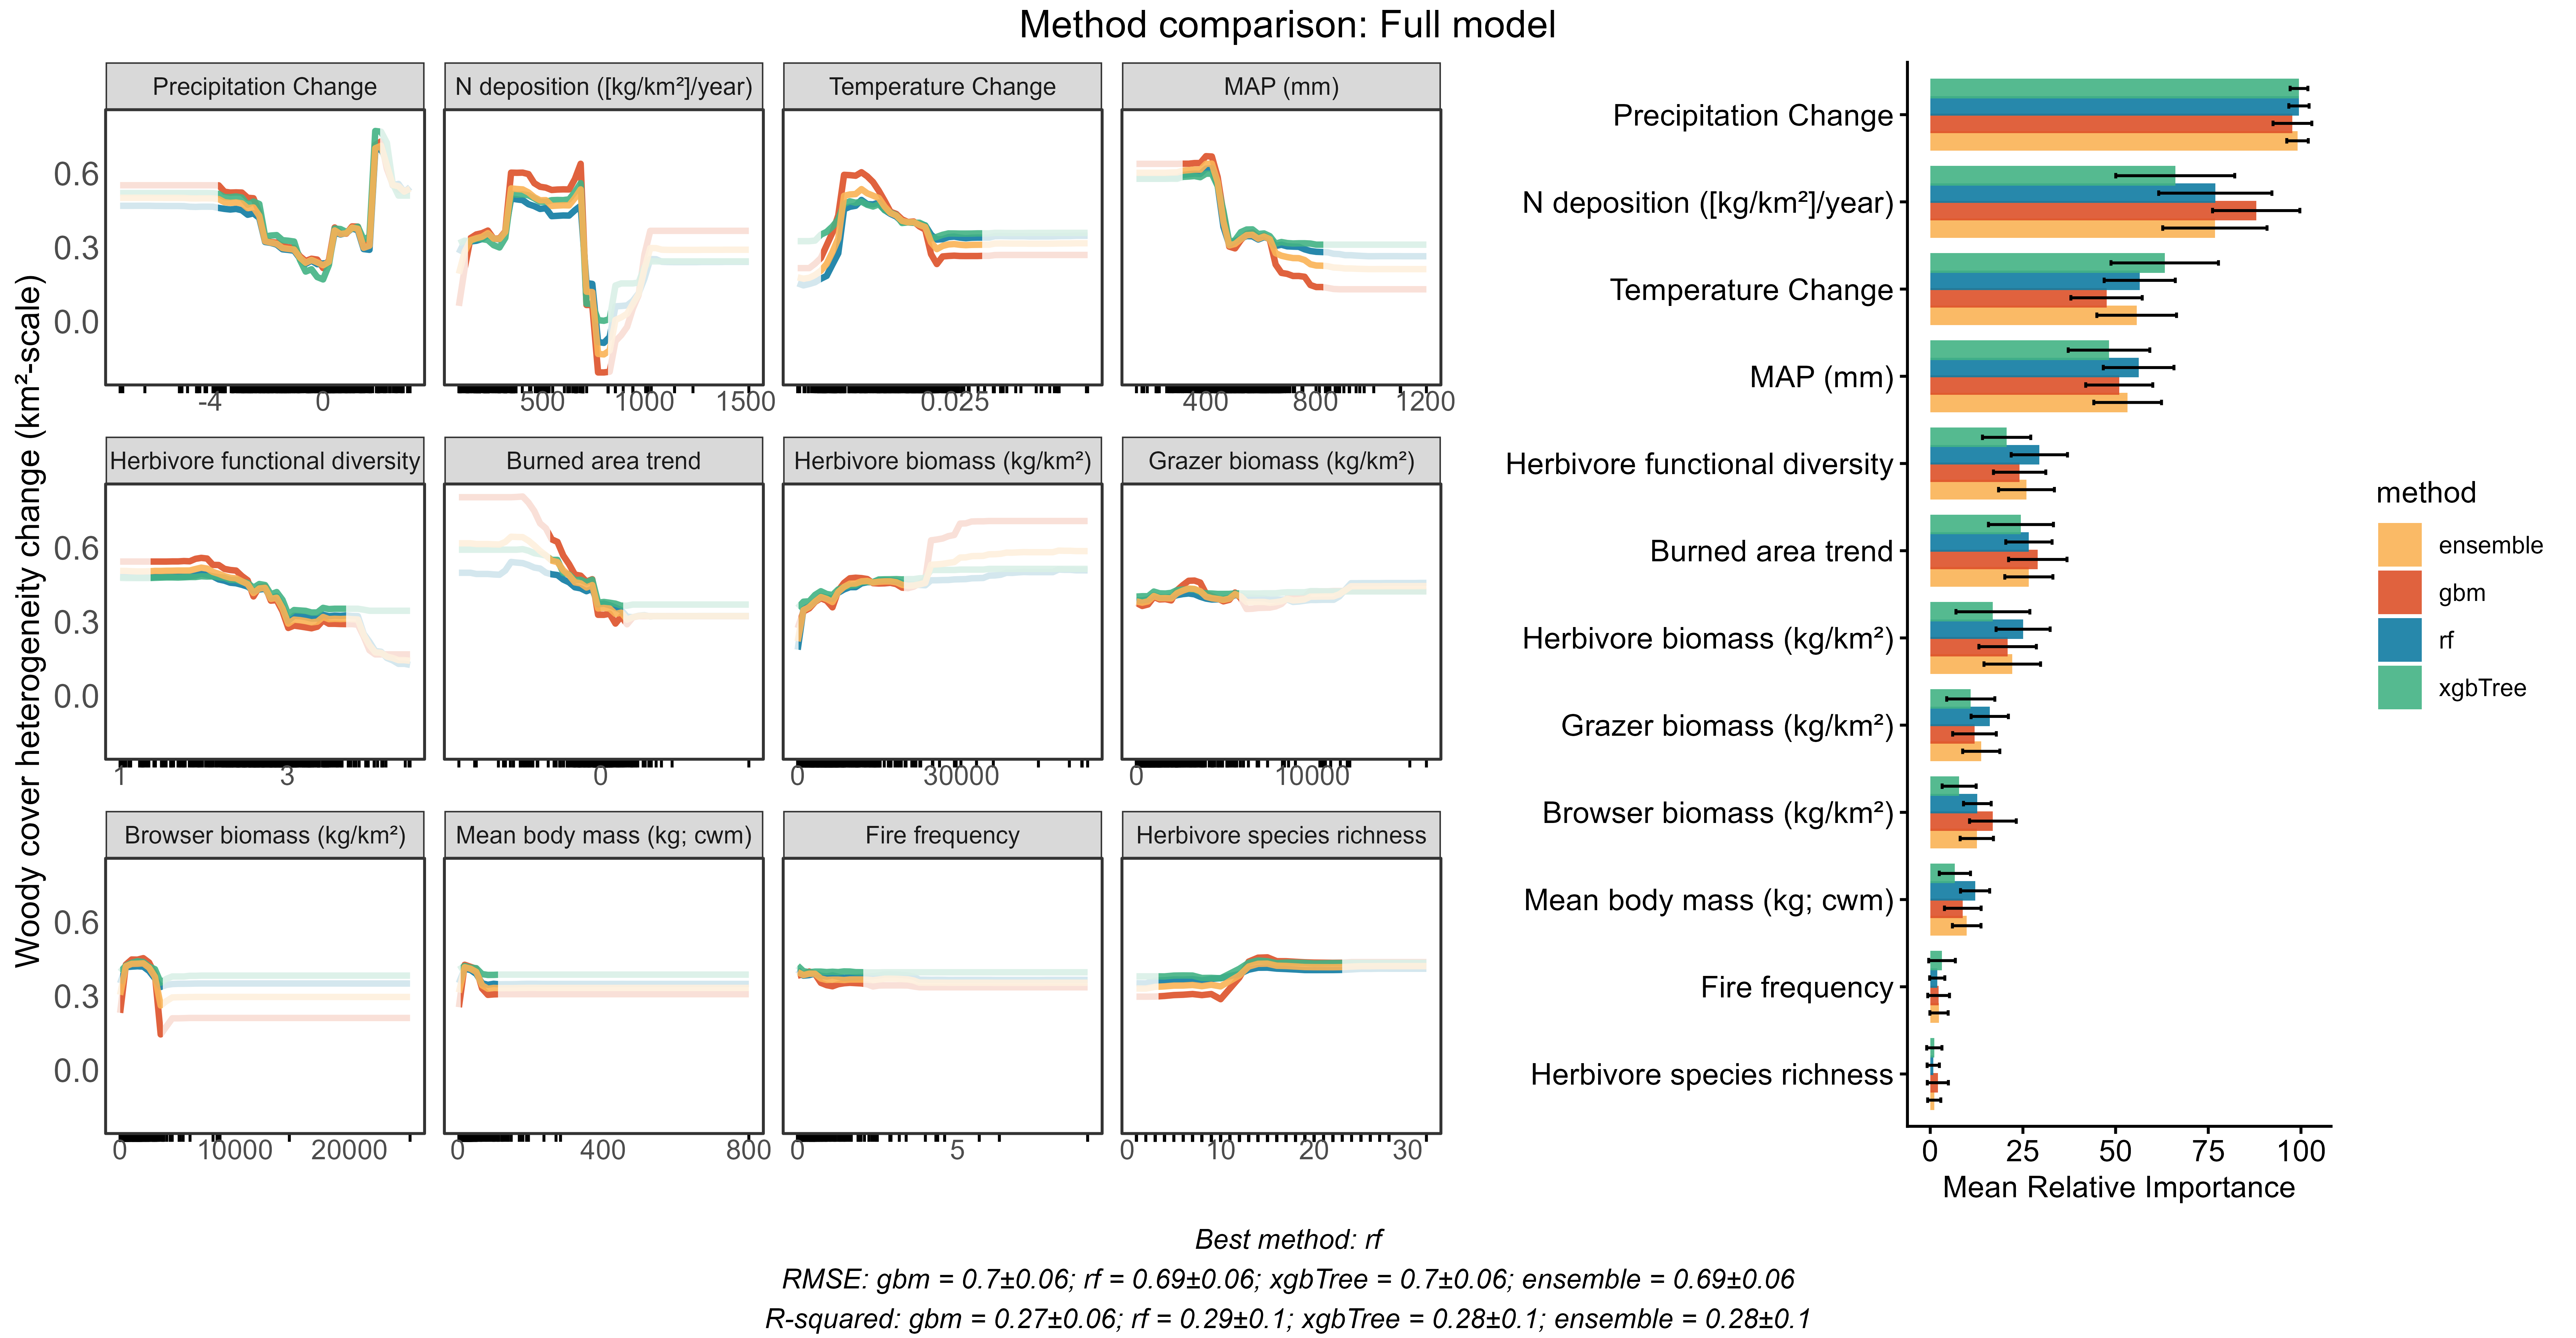 Method comparison: Full model
Woody cover heterogeneity change (km²-scale)
Precipitation Change
N deposition ([kg/km²]/year)
Temperature Change
MAP (mm)
0.6
0.3
0.0
-4 0
500 1000 1500
0.025
400 800 1200
Herbivore functional diversity
Burned area trend
Herbivore biomass (kg/km²)
Grazer biomass (kg/km²)
0.6
0.3
0.0
1 3
0
0 30000
0 10000
Browser biomass (kg/km²)
Mean body mass (kg; cwm)
Fire frequency
Herbivore species richness
0.6
0.3
0.0
0 10000 20000
0 400 800
0 5
0 10 20 30
Precipitation Change
N deposition ([kg/km²]/year)
Temperature Change
MAP (mm)
Herbivore functional diversity
Burned area trend
Herbivore biomass (kg/km²)
Grazer biomass (kg/km²)
Browser biomass (kg/km²)
Mean body mass (kg; cwm)
Fire frequency
Herbivore species richness
0 25 50 75 100
Mean Relative Importance
method
ensemble
gbm
rf
xgbTree
Best method: rf
RMSE: gbm = 0.7±0.06; rf = 0.69±0.06; xgbTree = 0.7±0.06; ensemble = 0.69±0.06
R-squared: gbm = 0.27±0.06; rf = 0.29±0.1; xgbTree = 0.28±0.1; ensemble = 0.28±0.1